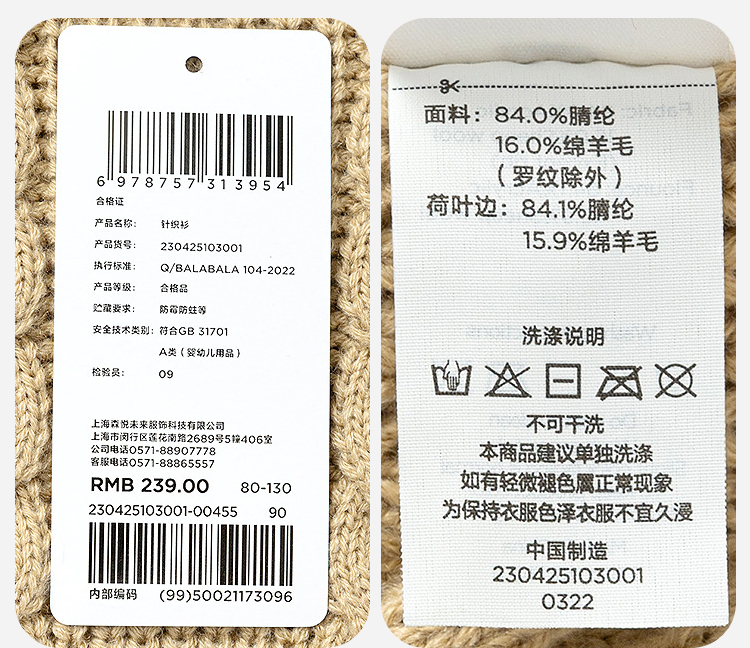 6 978757 313954
合格证
产品名称： 针织衫
产品货号： 230425103001
执行标准： Q/BALABALA 104-2022
产品等级： 合格品
贮藏要求： 防霉防蛀等
安全技术类别：符合GB 31701
A类（婴幼儿用品）
检验员： 09
上海森悦未来服饰科技有限公司
上海市闵行区莲花南路2689号5幢406室
公司电话0571-88907778
客服电话0571-88865557
RMB 239.00 80-130
230425103001-00455 90
内部编码 (99)50021173096
面料：84.0%腈纶
16.0%绵羊毛
（罗纹除外）
荷叶边：84.1%腈纶
15.9%绵羊毛
洗涤说明
不可干洗
本商品建议单独洗涤
如有轻微褪色属正常现象
为保持衣服色泽衣服不宜久浸
中国制造
230425103001
0322